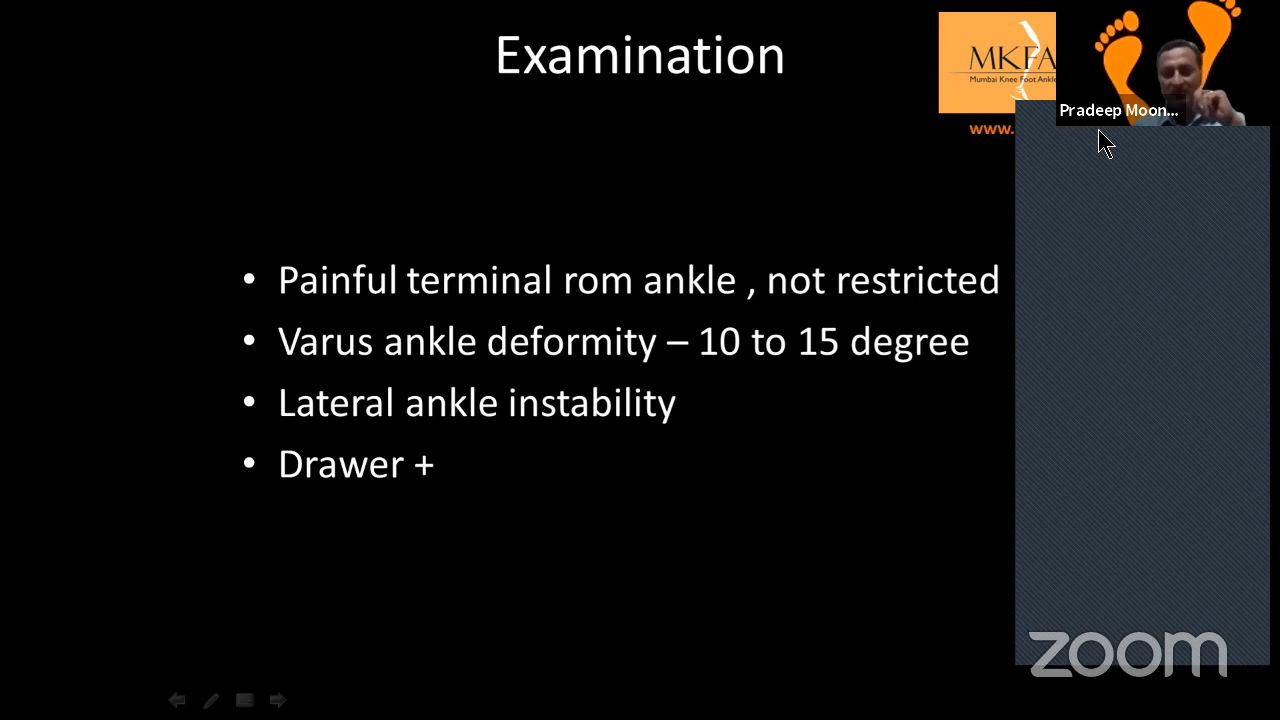 Examination
MKFA
Mumbai Knee Foot Ankle
www.
Pradeep Moon...
• Painful terminal rom ankle , not restricted
• Varus ankle deformity – 10 to 15 degree
• Lateral ankle instability
• Drawer +
zoom